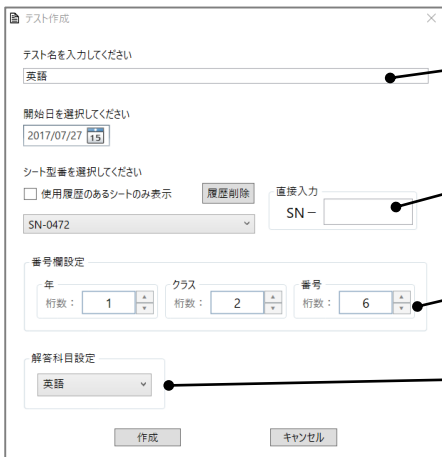 テスト作成
テスト名を入力してください
英語
開始日を選択してください
2017/07/27 15
シート型番を選択してください
使用履歴のあるシートのみ表示 履歴削除
直接入力
SN－
SN-0472
番号欄設定
年 クラス 番号
桁数： 1 桁数： 2 桁数： 6
解答科目設定
英語
作成 キャンセル